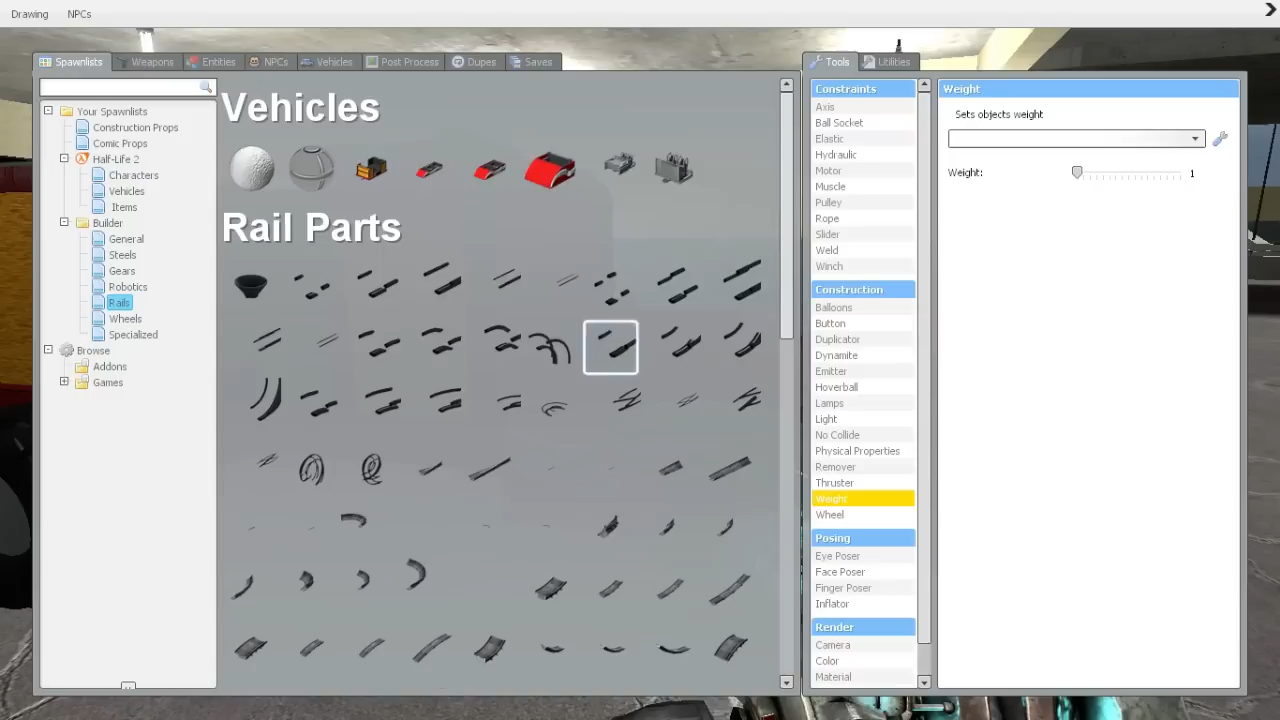 Drawing NPCs
Spawnlists Weapons Entities NPCs Vehicles Post Process Dupes Saves
Your Spawnlists
Construction Props
Comic Props
Half-Life 2
Characters
Vehicles
Items
Builder
General
Steels
Gears
Robotics
Rails
Wheels
Specialized
Browse
Addons
Games
Vehicles
Rail Parts
Tools Utilities
Constraints
Axis
Ball Socket
Elastic
Hydraulic
Motor
Muscle
Pulley
Rope
Slider
Weld
Winch
Construction
Balloons
Button
Duplicator
Dynamite
Emitter
Hoverball
Lamps
Light
No Collide
Physical Properties
Remover
Thruster
Weight
Wheel
Posing
Eye Poser
Face Poser
Finger Poser
Inflator
Render
Camera
Color
Material
Weight
Sets objects weight
Weight: 1